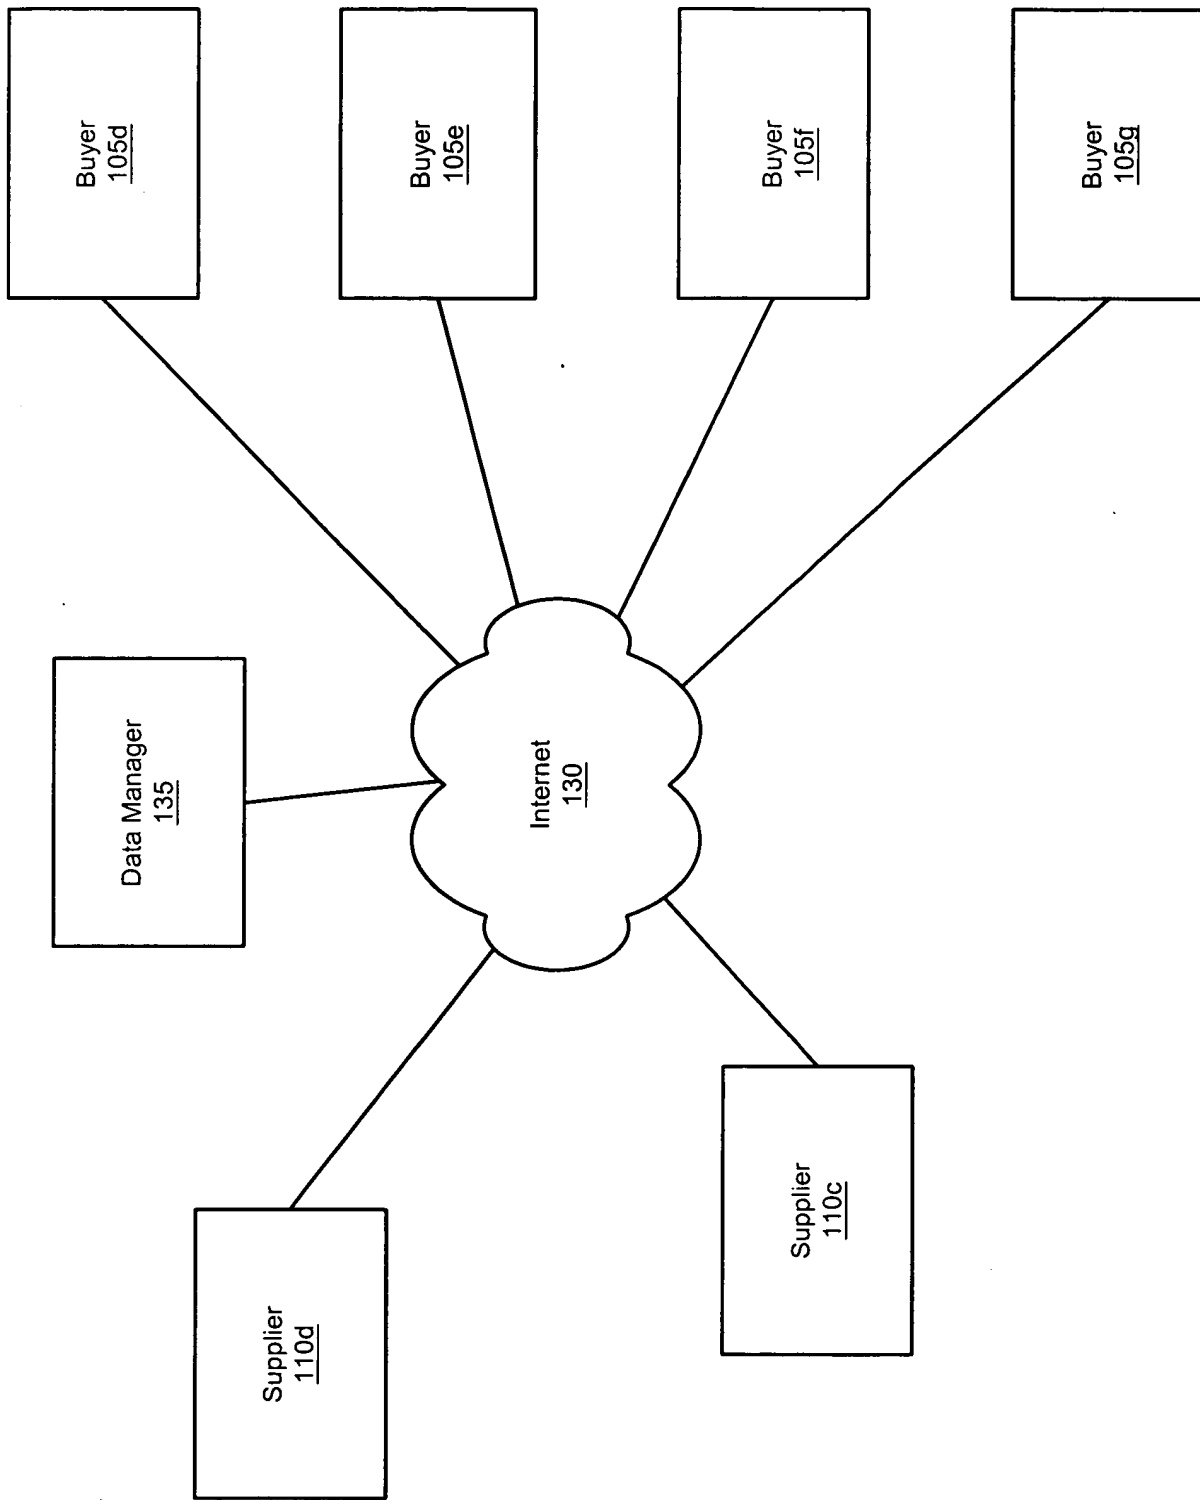 Supplier
110d
Supplier
110c
Data Manager
135
Internet
130
Buyer
105d
Buyer
105e
Buyer
105f
Buyer
105g